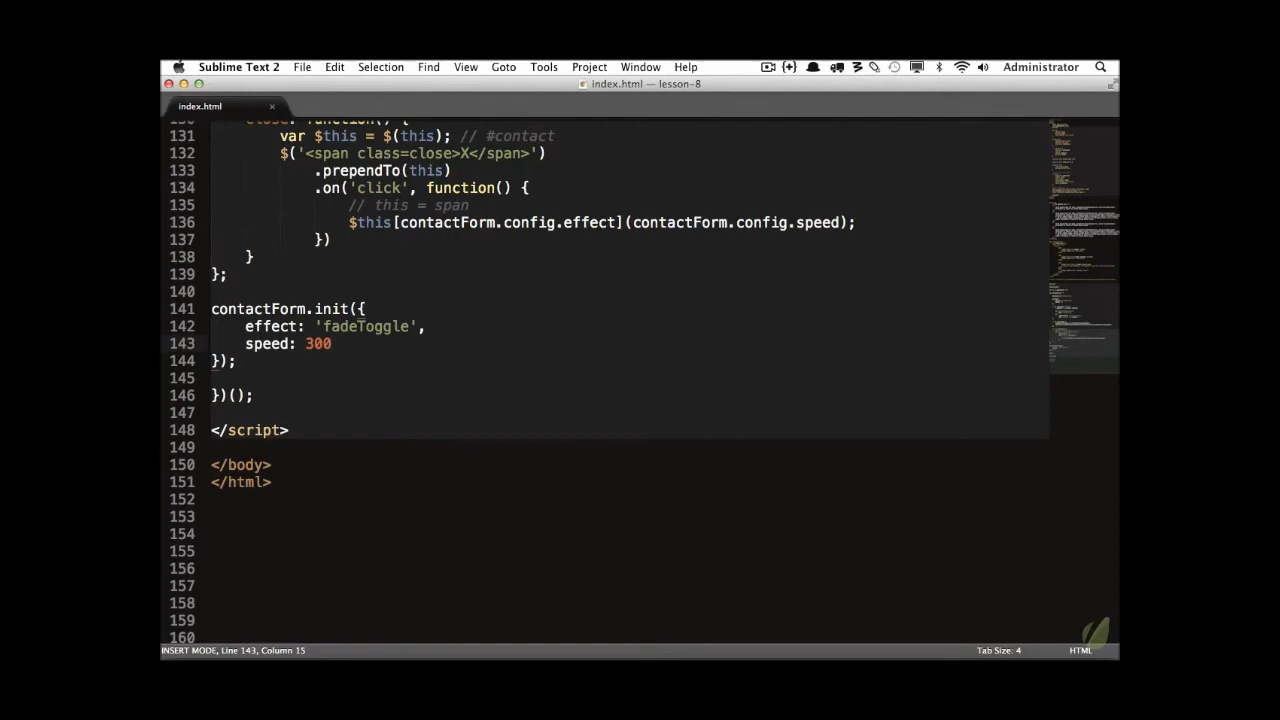 Sublime Text 2 File Edit Selection Find View Goto Tools Project Window Help Administrator
index.html — lesson-8
index.html ×
130 close: function() {
131 var $this = $(this); // #contact
132 $('<span class=close>X</span>')
133 .prependTo(this)
134 .on('click', function() {
135 // this = span
136 $this[contactForm.config.effect](contactForm.config.speed);
137 })
138 }
139 };
140
141 contactForm.init({
142 effect: 'fadeToggle',
143 speed: 300
144 });
145
146 })();
147
148 </script>
149
150 </body>
151 </html>
152
153
154
155
156
157
158
159
160
INSERT MODE, Line 143, Column 15 Tab Size: 4 HTML